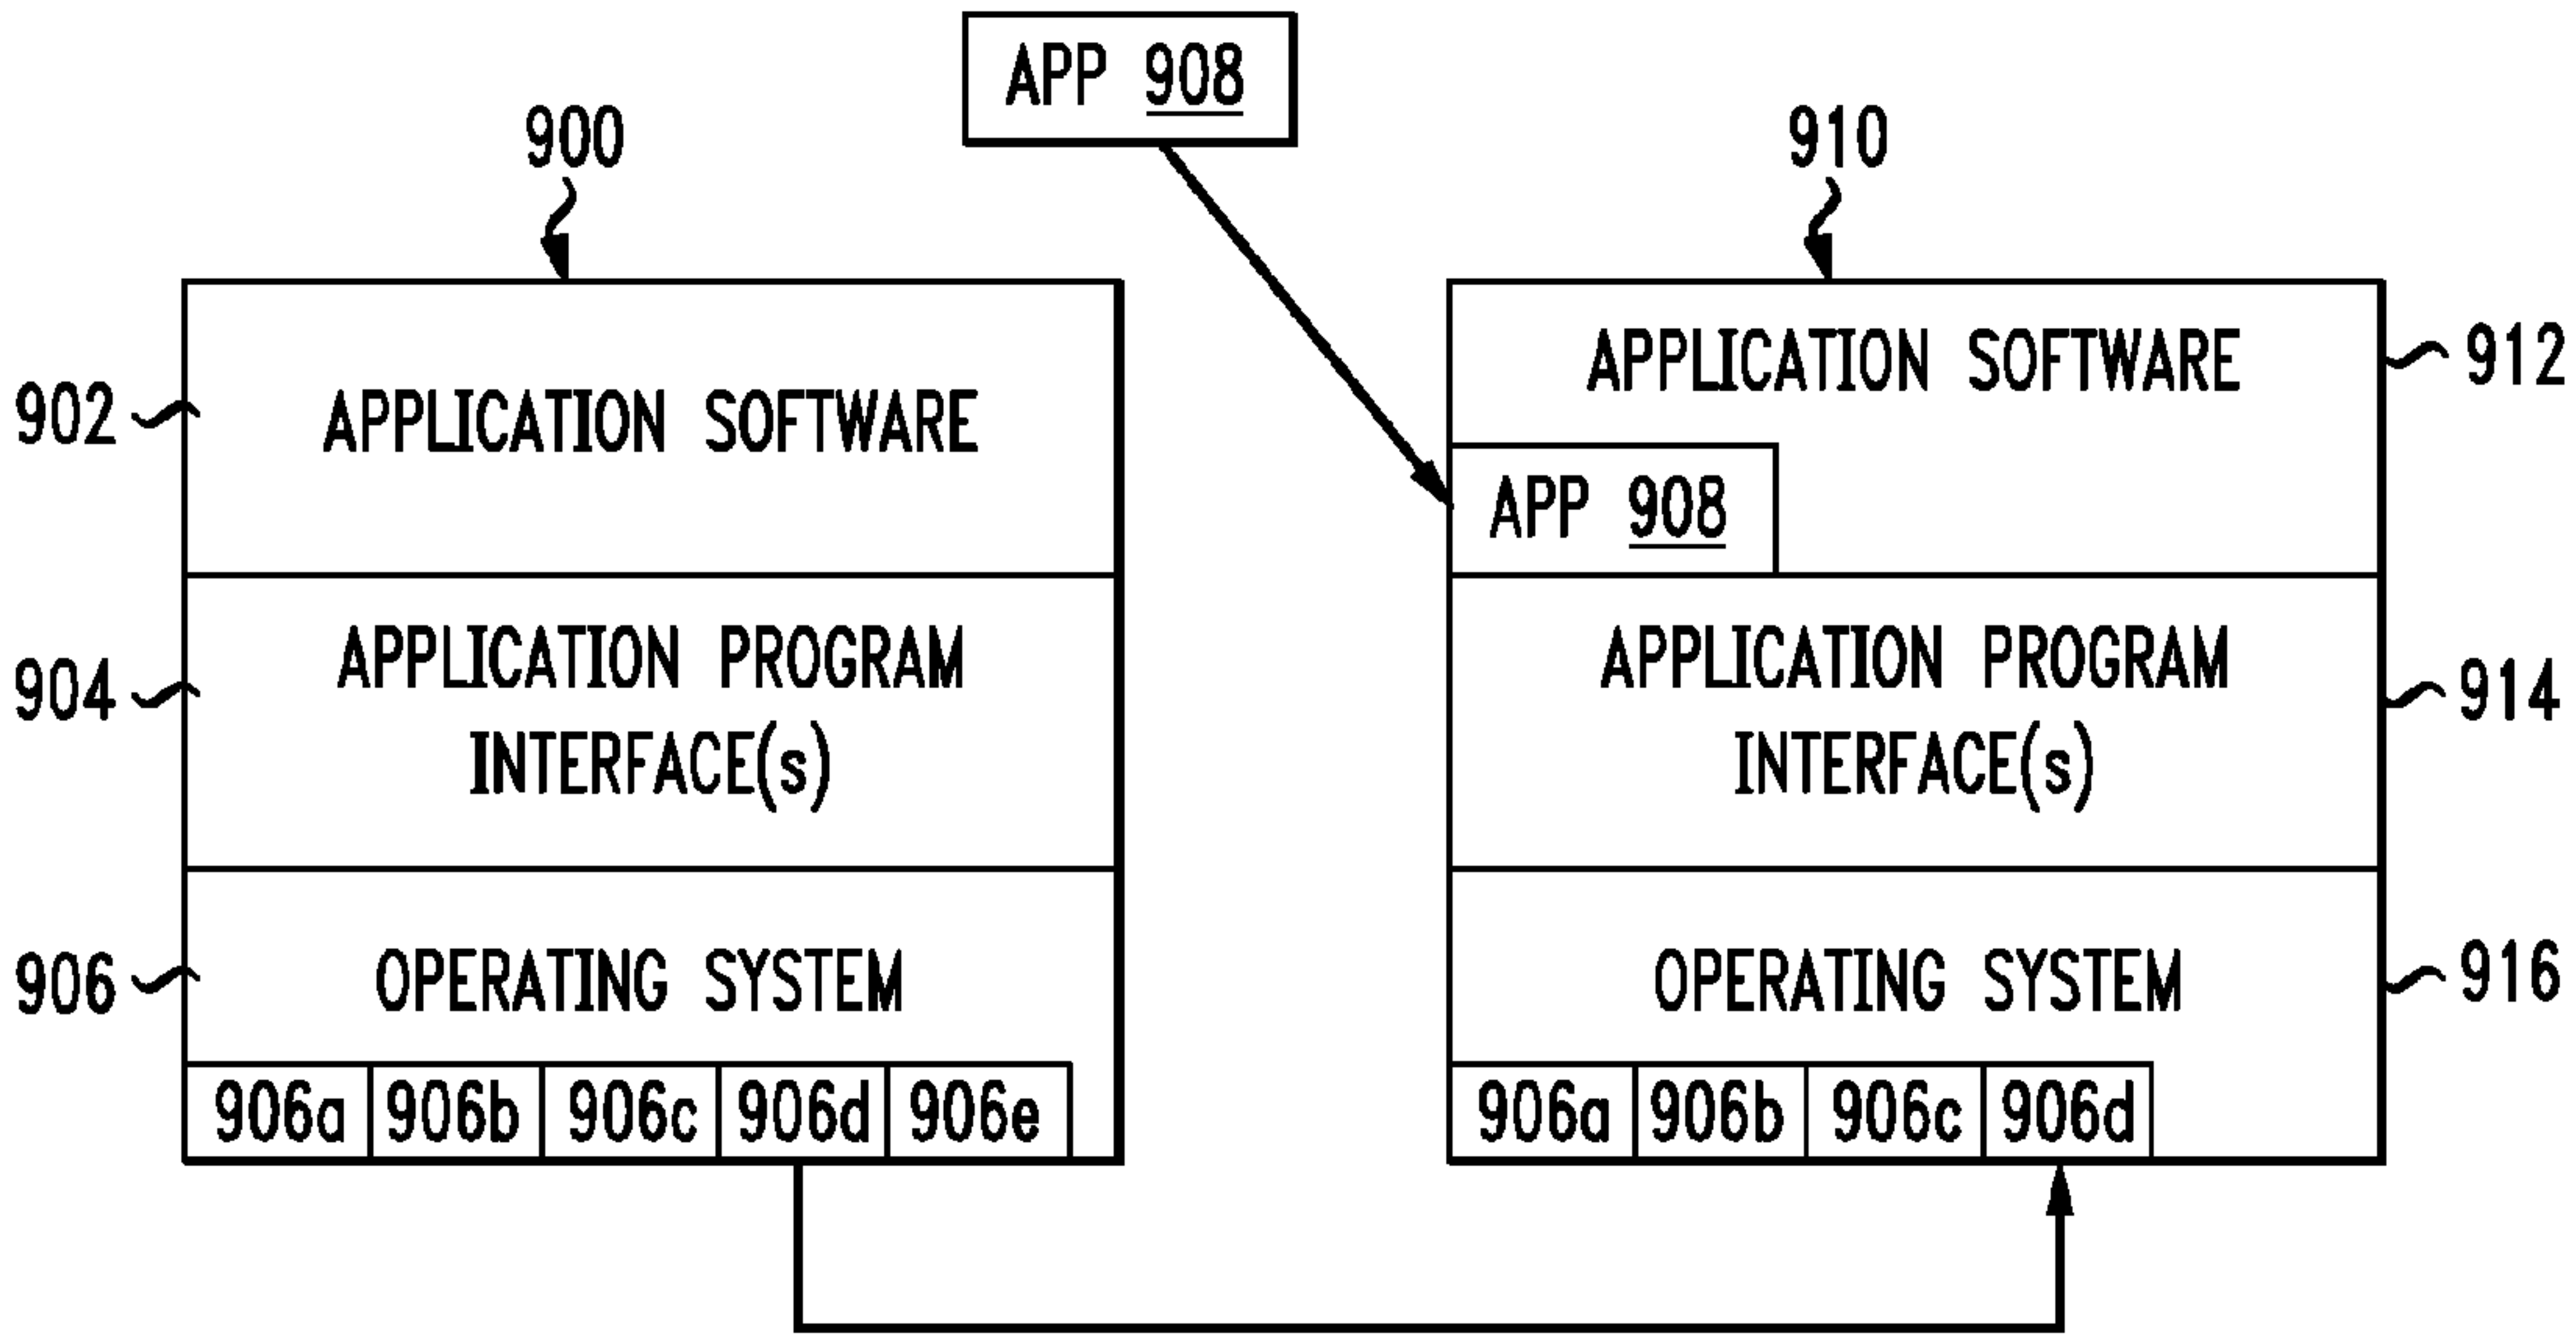 APP 908
900
910
902
APPLICATION SOFTWARE
904
APPLICATION PROGRAM
INTERFACE(s)
906
OPERATING SYSTEM
906a 906b 906c 906d 906e
APPLICATION SOFTWARE
912
APP 908
APPLICATION PROGRAM
INTERFACE(s)
914
OPERATING SYSTEM
916
906a 906b 906c 906d